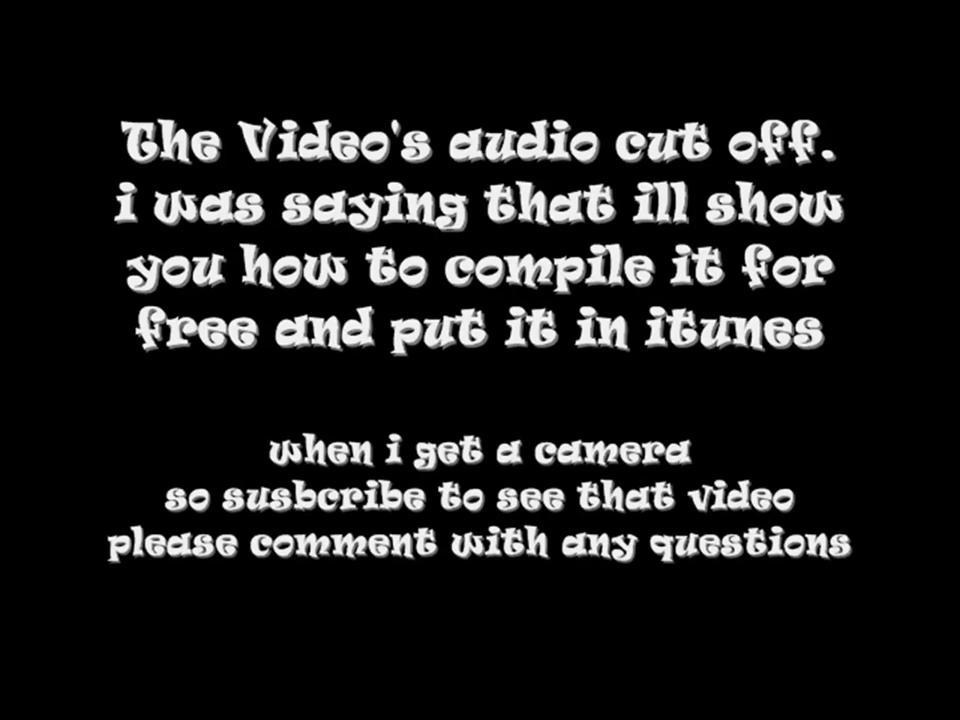 The Video's audio cut off.
i was saying that ill show
you how to compile it for
free and put it in itunes
when i get a camera
so susbcribe to see that video
please comment with any questions